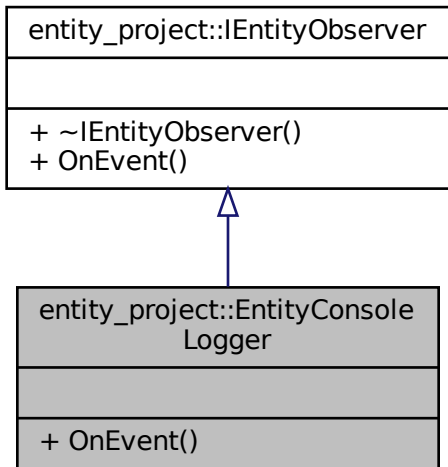 entity_project::IEntityObserver
+ ~IEntityObserver()
+ OnEvent()
entity_project::EntityConsole
Logger
+ OnEvent()